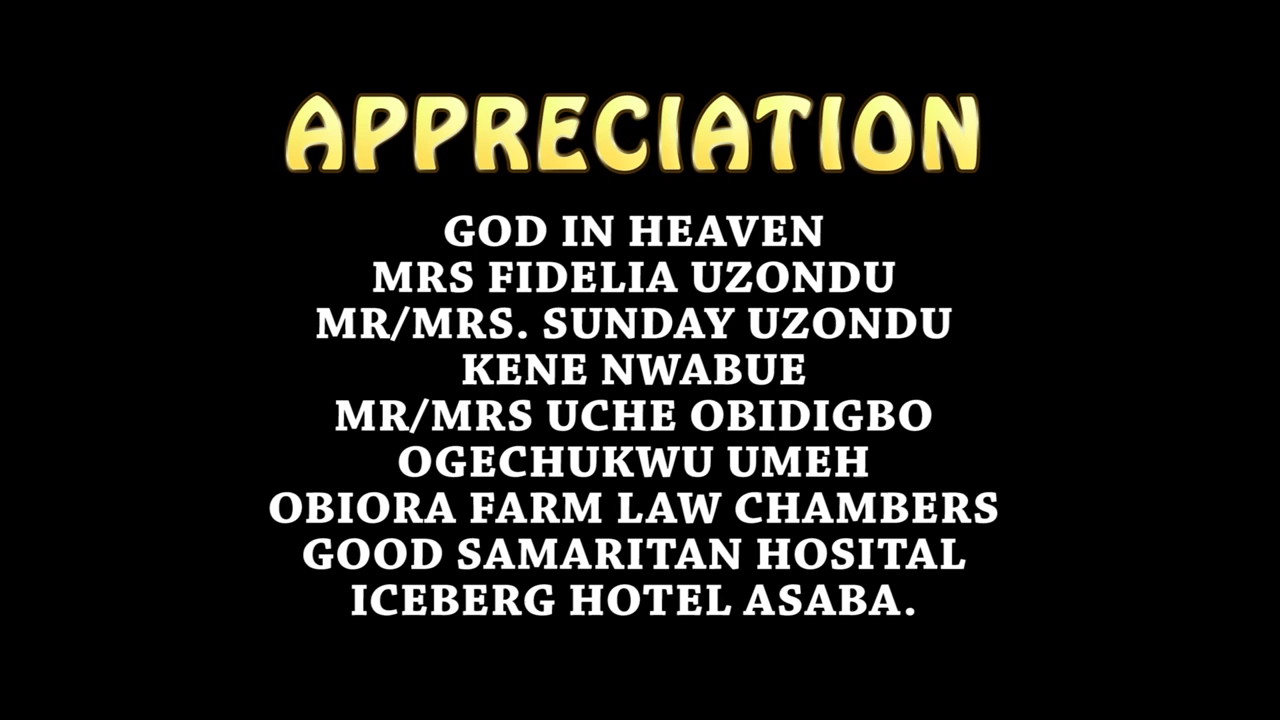 APPRECIATION
GOD IN HEAVEN
MRS FIDELIA UZONDU
MR/MRS. SUNDAY UZONDU
KENE NWABUE
MR/MRS UCHE OBIDIGBO
OGECHUKWU UMEH
OBIORA FARM LAW CHAMBERS
GOOD SAMARITAN HOSITAL
ICEBERG HOTEL ASABA.